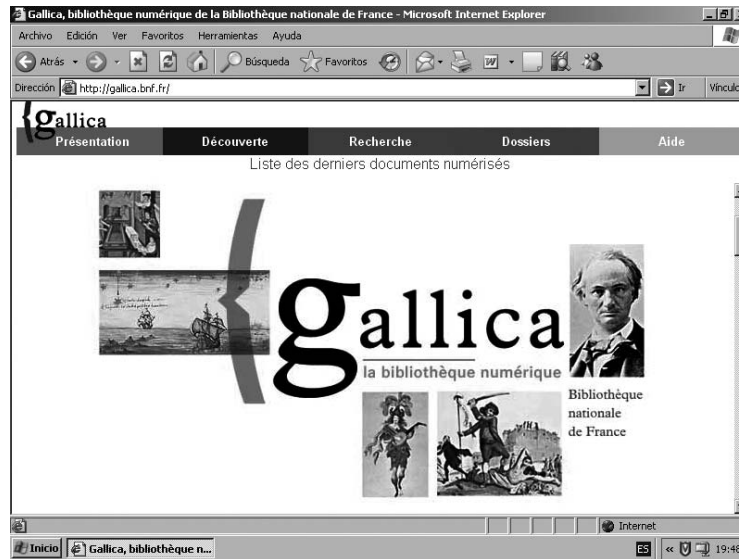 Gallica, bibliothèque numérique de la Bibliothèque nationale de France - Microsoft Internet Explorer
Archivo Edición Ver Favoritos Herramientas Ayuda
Atrás Búsqueda Favoritos
Dirección http://gallica.bnf.fr/ Ir Vínculo
gallica
Présentation Découverte Recherche Dossiers Aide
Liste des derniers documents numérisés
gallica
la bibliothèque numérique
Bibliothèque
nationale
de France
Internet
Inicio Gallica, bibliothèque n... ES « 19:48